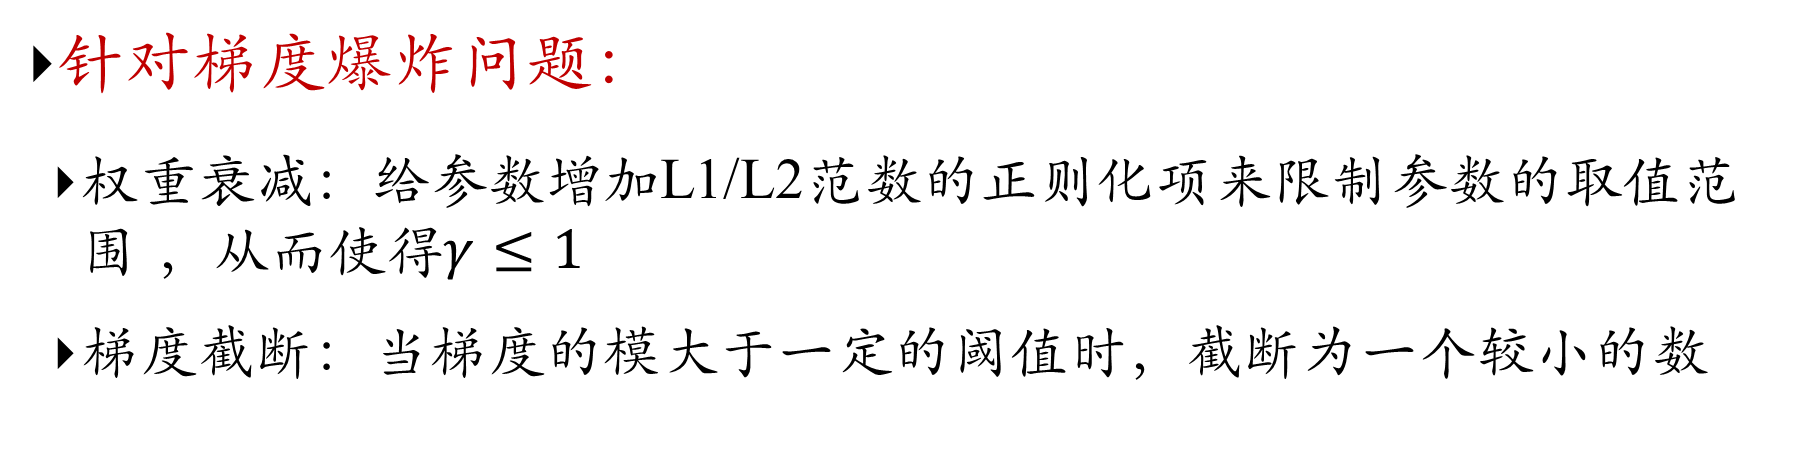 针对梯度爆炸问题：
权重衰减：给参数增加L1/L2范数的正则化项来限制参数的取值范
围，从而使得γ ≤ 1
梯度截断：当梯度的模大于一定的阈值时，截断为一个较小的数